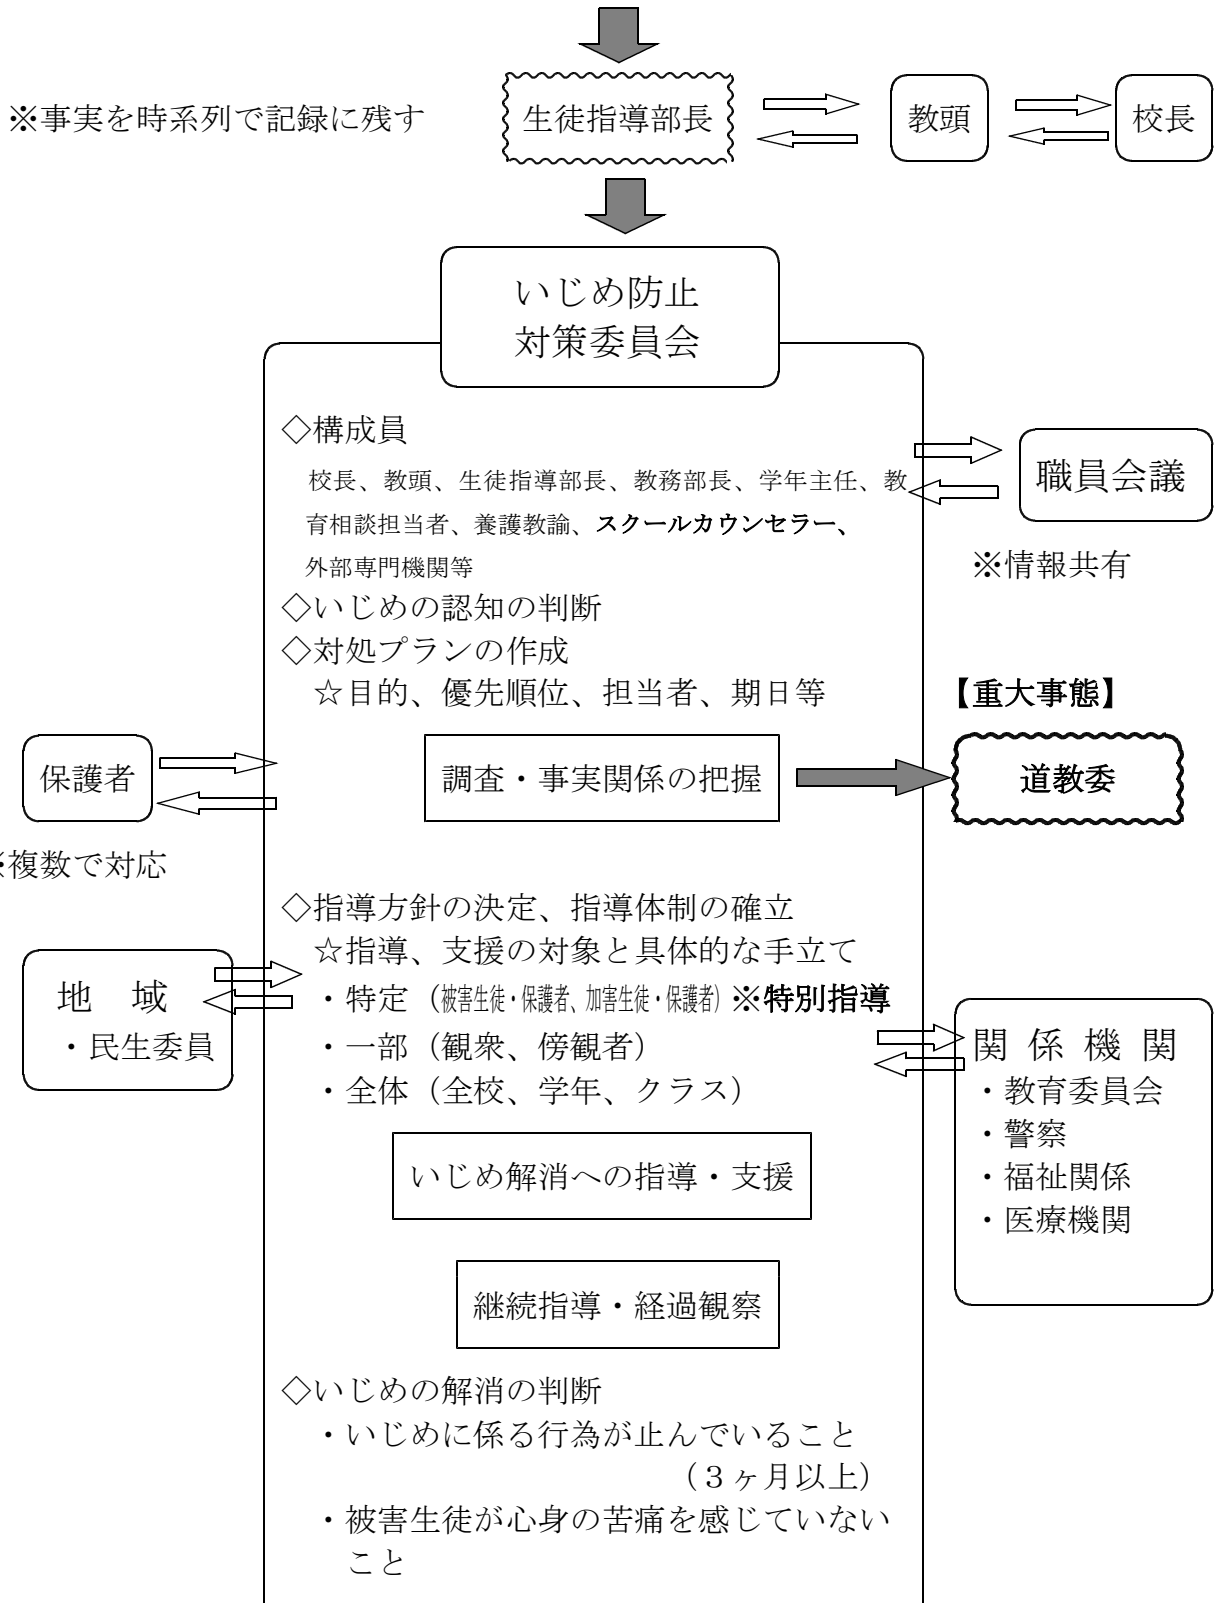 ※事実を時系列で記録に残す
生徒指導部長
教頭
校長
いじめ防止
対策委員会
◇構成員
校長、教頭、生徒指導部長、教務部長、学年主任、教
育相談担当者、養護教諭、スクールカウンセラー、
外部専門機関等
職員会議
※情報共有
◇いじめの認知の判断
◇対処プランの作成
☆目的、優先順位、担当者、期日等
【重大事態】
保護者
調査・事実関係の把握
道教委
※複数で対応
◇指導方針の決定、指導体制の確立
☆指導、支援の対象と具体的な手立て
・特定（被害生徒・保護者、加害生徒・保護者）※特別指導
・一部（観衆、傍観者）
・全体（全校、学年、クラス）
地　域
・民生委員
関 係 機 関
・教育委員会
・警察
・福祉関係
・医療機関
いじめ解消への指導・支援
継続指導・経過観察
◇いじめの解消の判断
・いじめに係る行為が止んでいること
（３ヶ月以上）
・被害生徒が心身の苦痛を感じていない
こと